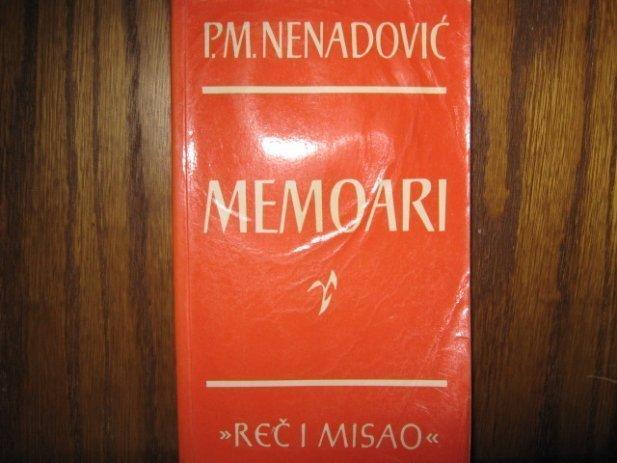 P.M. NENADOVIĆ
MEMOARI
»REČ I MISAO«